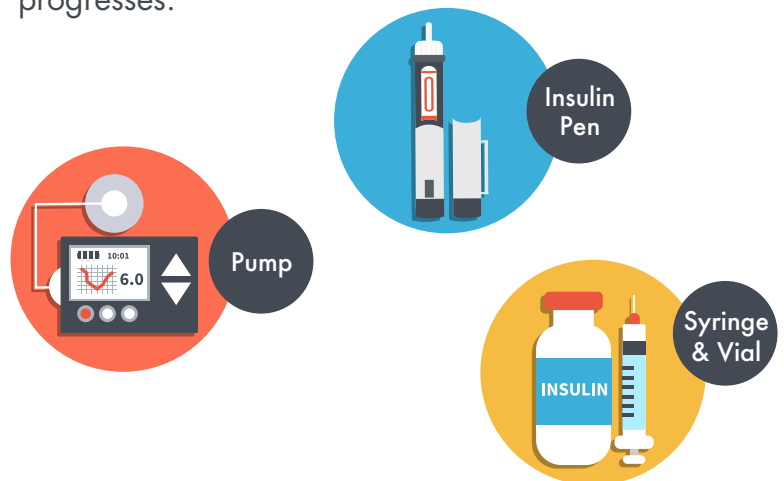 progresses.
Insulin
Pen
10:01
6.0
Pump
Syringe
& Vial
INSULIN